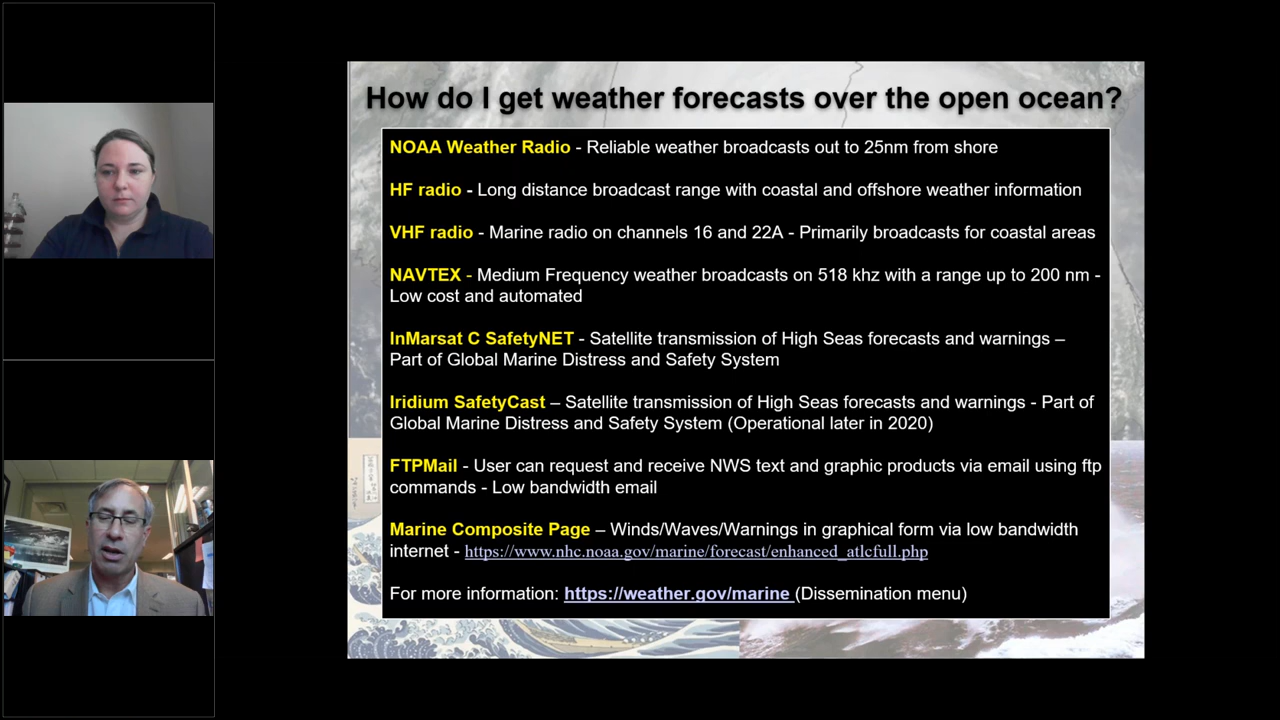 How do I get weather forecasts over the open ocean?
NOAA Weather Radio - Reliable weather broadcasts out to 25nm from shore
HF radio - Long distance broadcast range with coastal and offshore weather information
VHF radio - Marine radio on channels 16 and 22A - Primarily broadcasts for coastal areas
NAVTEX - Medium Frequency weather broadcasts on 518 khz with a range up to 200 nm -
Low cost and automated
InMarsat C SafetyNET - Satellite transmission of High Seas forecasts and warnings –
Part of Global Marine Distress and Safety System
Iridium SafetyCast – Satellite transmission of High Seas forecasts and warnings - Part of
Global Marine Distress and Safety System (Operational later in 2020)
FTPMail - User can request and receive NWS text and graphic products via email using ftp
commands - Low bandwidth email
Marine Composite Page – Winds/Waves/Warnings in graphical form via low bandwidth
internet - https://www.nhc.noaa.gov/marine/forecast/enhanced_atlcfull.php
For more information: https://weather.gov/marine (Dissemination menu)